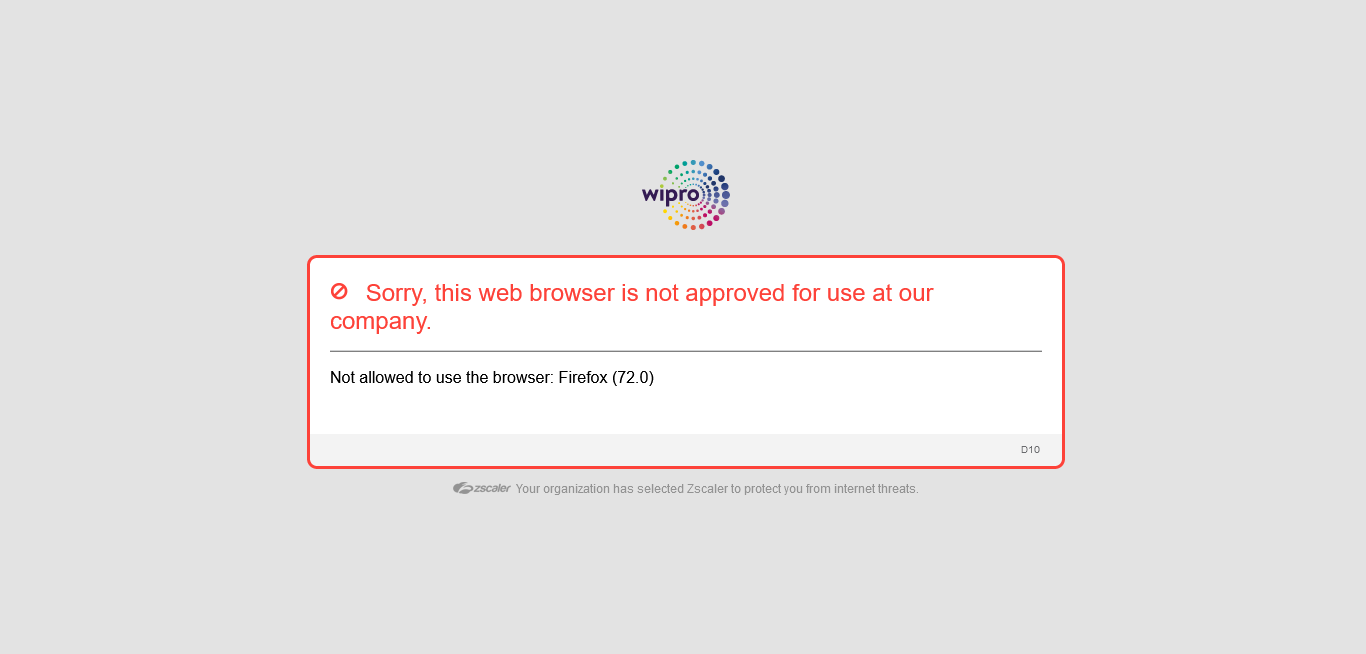 wipro
Sorry, this web browser is not approved for use at our
company.
Not allowed to use the browser: Firefox (72.0)
D10
zscaler Your organization has selected Zscaler to protect you from internet threats.